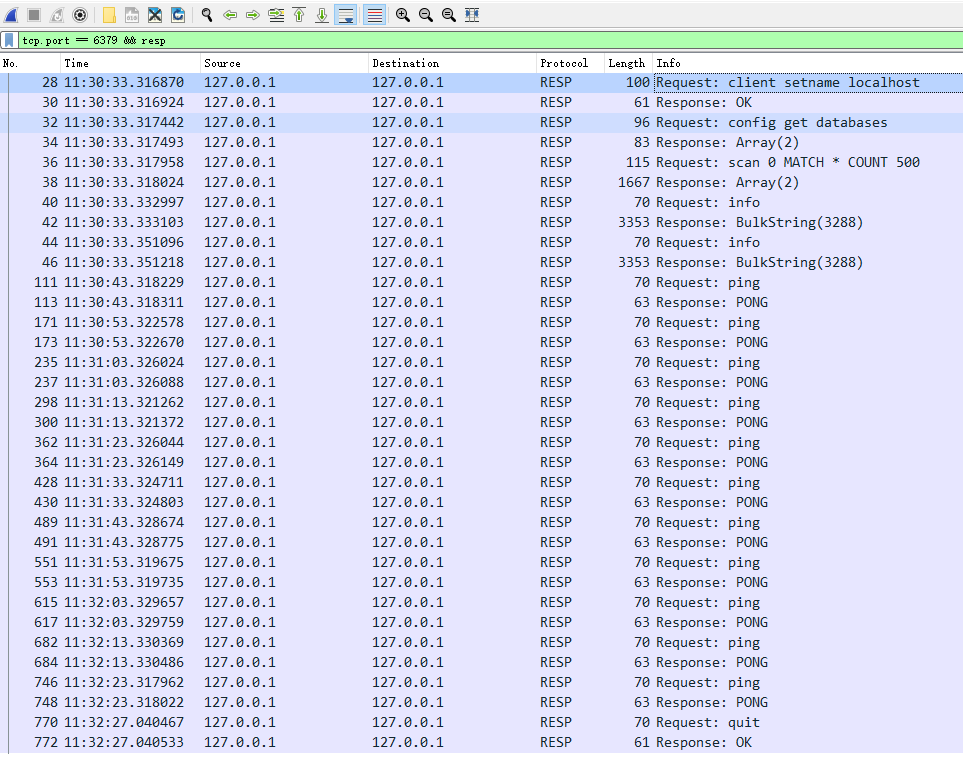 tcp.port == 6379 && resp
No. Time Source Destination Protocol Length Info
28 11:30:33.316870 127.0.0.1 127.0.0.1 RESP 100 Request: client setname localhost
30 11:30:33.316924 127.0.0.1 127.0.0.1 RESP 61 Response: OK
32 11:30:33.317442 127.0.0.1 127.0.0.1 RESP 96 Request: config get databases
34 11:30:33.317493 127.0.0.1 127.0.0.1 RESP 83 Response: Array(2)
36 11:30:33.317958 127.0.0.1 127.0.0.1 RESP 115 Request: scan 0 MATCH * COUNT 500
38 11:30:33.318024 127.0.0.1 127.0.0.1 RESP 1667 Response: Array(2)
40 11:30:33.332997 127.0.0.1 127.0.0.1 RESP 70 Request: info
42 11:30:33.333103 127.0.0.1 127.0.0.1 RESP 3353 Response: BulkString(3288)
44 11:30:33.351096 127.0.0.1 127.0.0.1 RESP 70 Request: info
46 11:30:33.351218 127.0.0.1 127.0.0.1 RESP 3353 Response: BulkString(3288)
111 11:30:43.318229 127.0.0.1 127.0.0.1 RESP 70 Request: ping
113 11:30:43.318311 127.0.0.1 127.0.0.1 RESP 63 Response: PONG
171 11:30:53.322578 127.0.0.1 127.0.0.1 RESP 70 Request: ping
173 11:30:53.322670 127.0.0.1 127.0.0.1 RESP 63 Response: PONG
235 11:31:03.326024 127.0.0.1 127.0.0.1 RESP 70 Request: ping
237 11:31:03.326088 127.0.0.1 127.0.0.1 RESP 63 Response: PONG
298 11:31:13.321262 127.0.0.1 127.0.0.1 RESP 70 Request: ping
300 11:31:13.321372 127.0.0.1 127.0.0.1 RESP 63 Response: PONG
362 11:31:23.326044 127.0.0.1 127.0.0.1 RESP 70 Request: ping
364 11:31:23.326149 127.0.0.1 127.0.0.1 RESP 63 Response: PONG
428 11:31:33.324711 127.0.0.1 127.0.0.1 RESP 70 Request: ping
430 11:31:33.324803 127.0.0.1 127.0.0.1 RESP 63 Response: PONG
489 11:31:43.328674 127.0.0.1 127.0.0.1 RESP 70 Request: ping
491 11:31:43.328775 127.0.0.1 127.0.0.1 RESP 63 Response: PONG
551 11:31:53.319675 127.0.0.1 127.0.0.1 RESP 70 Request: ping
553 11:31:53.319735 127.0.0.1 127.0.0.1 RESP 63 Response: PONG
615 11:32:03.329657 127.0.0.1 127.0.0.1 RESP 70 Request: ping
617 11:32:03.329759 127.0.0.1 127.0.0.1 RESP 63 Response: PONG
682 11:32:13.330369 127.0.0.1 127.0.0.1 RESP 70 Request: ping
684 11:32:13.330486 127.0.0.1 127.0.0.1 RESP 63 Response: PONG
746 11:32:23.317962 127.0.0.1 127.0.0.1 RESP 70 Request: ping
748 11:32:23.318022 127.0.0.1 127.0.0.1 RESP 63 Response: PONG
770 11:32:27.040467 127.0.0.1 127.0.0.1 RESP 70 Request: quit
772 11:32:27.040533 127.0.0.1 127.0.0.1 RESP 61 Response: OK